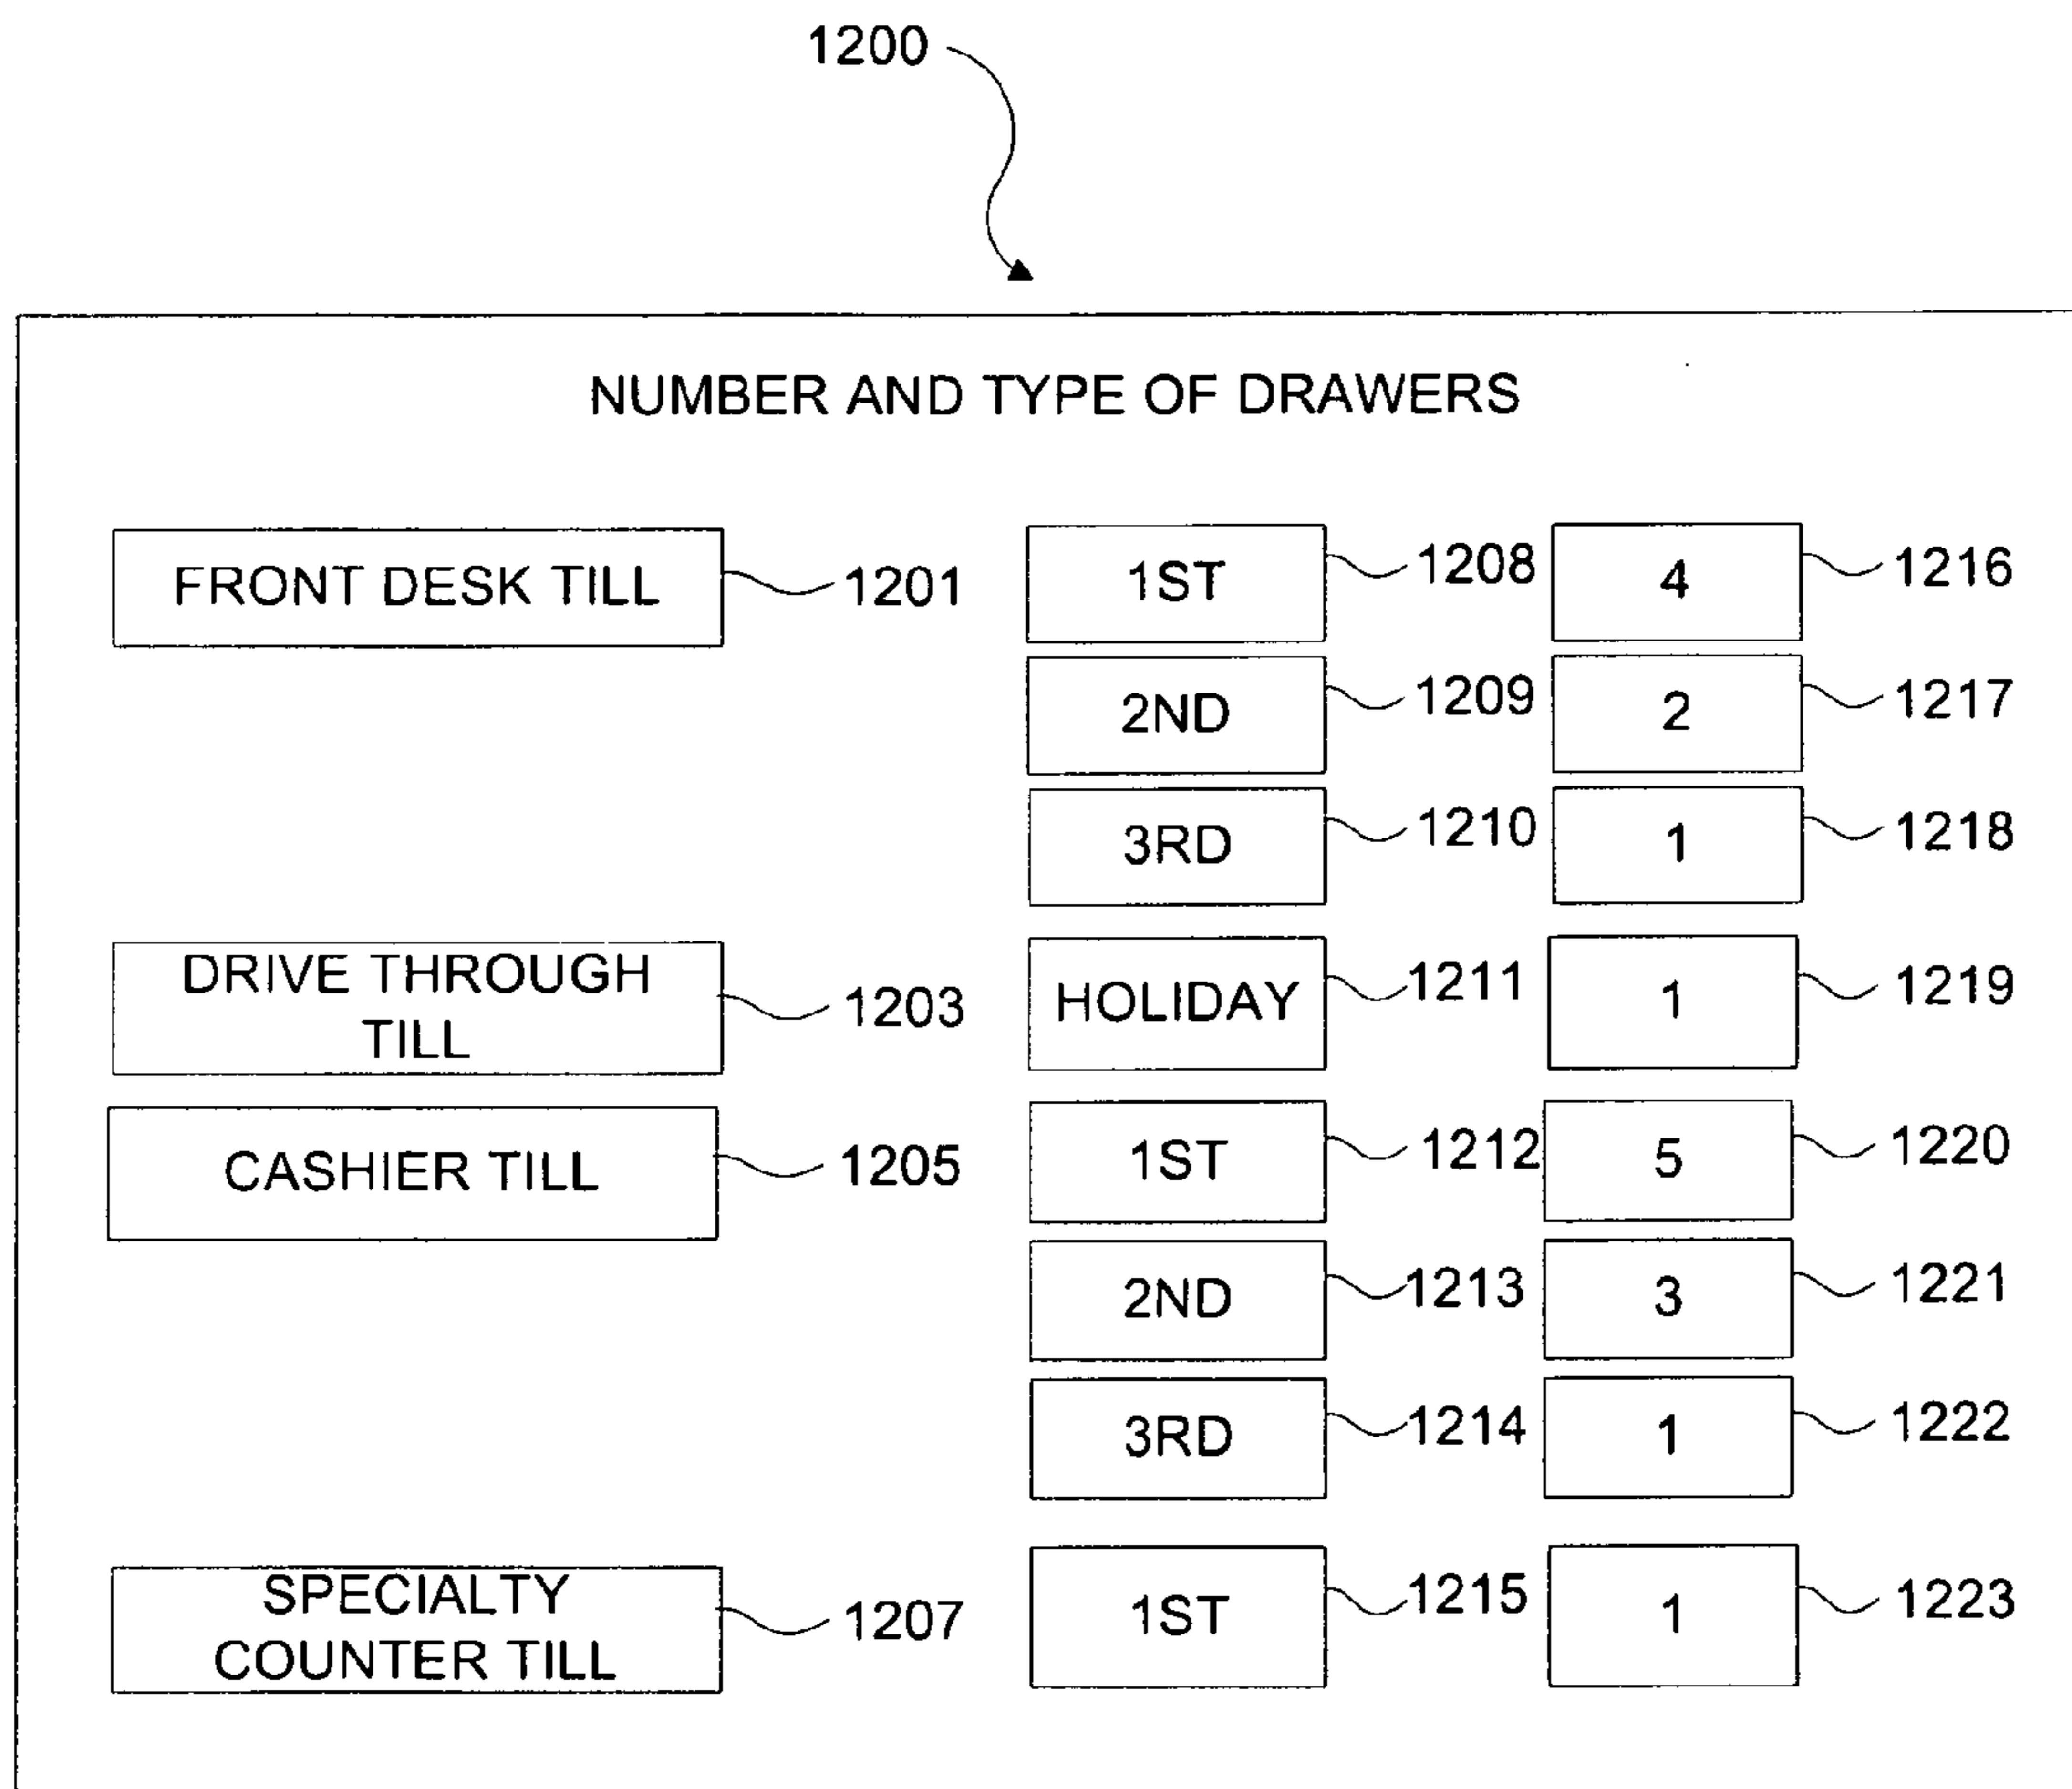 1200
NUMBER AND TYPE OF DRAWERS
FRONT DESK TILL 1201 1ST 1208 4 1216
2ND 1209 2 1217
3RD 1210 1 1218
DRIVE THROUGH
TILL 1203 HOLIDAY 1211 1 1219
CASHIER TILL 1205 1ST 1212 5 1220
2ND 1213 3 1221
3RD 1214 1 1222
SPECIALTY
COUNTER TILL 1207 1ST 1215 1 1223